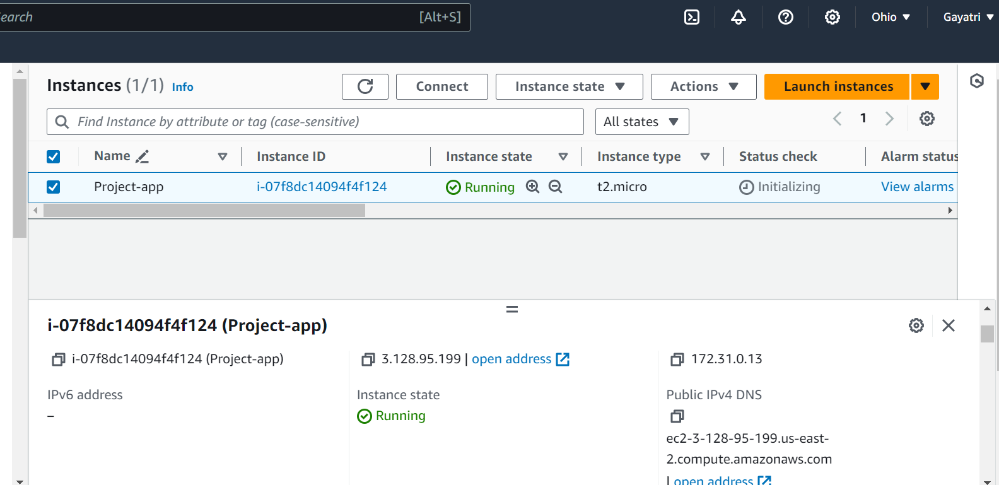 earch [Alt+S] Ohio Gayatri
Instances (1/1) Info Connect Instance state Actions Launch instances
Find Instance by attribute or tag (case-sensitive) All states 1
Name Instance ID Instance state Instance type Status check Alarm status
Project-app i-07f8dc14094f4f124 Running t2.micro Initializing View alarms
i-07f8dc14094f4f124 (Project-app)
i-07f8dc14094f4f124 (Project-app) 3.128.95.199 | open address 172.31.0.13
IPv6 address Instance state Public IPv4 DNS
– Running
ec2-3-128-95-199.us-east-
2.compute.amazonaws.com
| open address